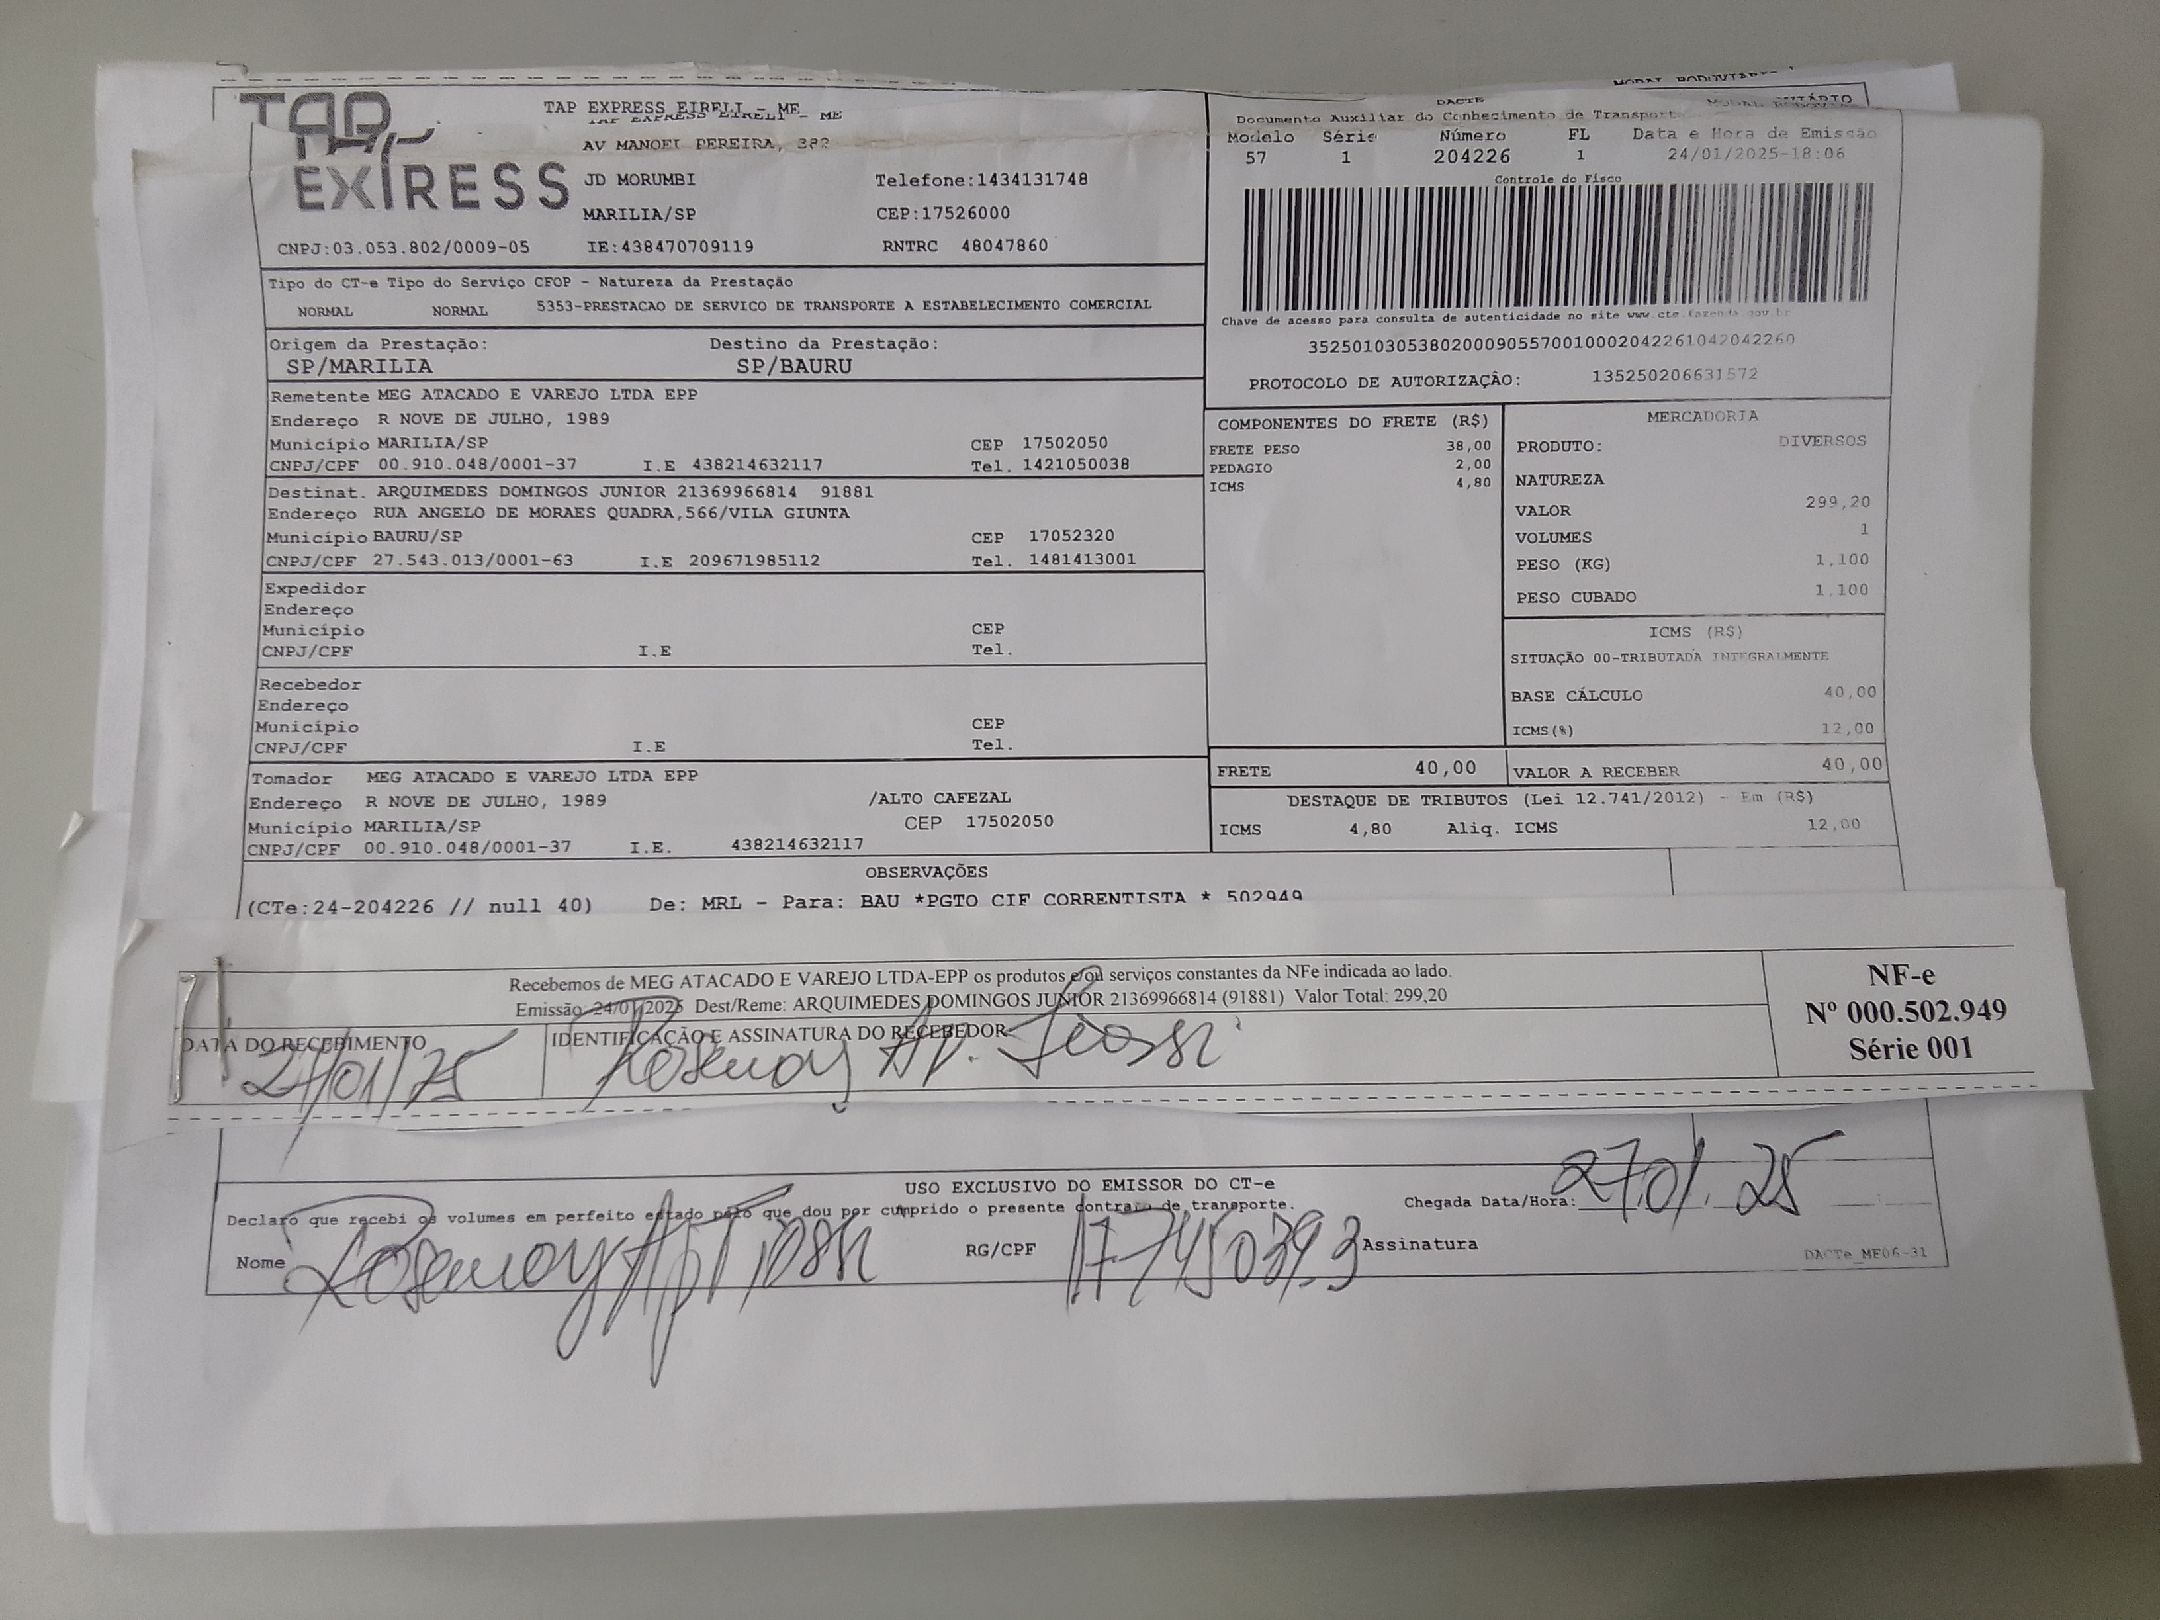 MODAL RODOVIÁRIO
TAP
EXPRESS
TAP EXPRESS EIRELI - ME
TAP EXPRESS EIRELI - ME
AV MANOEL PEREIRA, 382
JD MORUMBI Telefone:1434131748
MARILIA/SP CEP:17526000
CNPJ:03.053.802/0009-05 IE:438470709119 RNTRC 48047860
DACTE
Documento Auxiliar do Conhecimento de Transport
Modelo Série Número FL Data e Hora de Emissão
57 1 204226 1 24/01/2025-18:06
Controle do Fisco
Chave de acesso para consulta de autenticidade no site www.cte.fazenda.gov.br
35250103053802000905570010002042261042042260
PROTOCOLO DE AUTORIZAÇÃO: 135250206631572
Tipo do CT-e Tipo do Serviço CFOP - Natureza da Prestação
NORMAL NORMAL 5353-PRESTACAO DE SERVICO DE TRANSPORTE A ESTABELECIMENTO COMERCIAL
Origem da Prestação: Destino da Prestação:
SP/MARILIA SP/BAURU
Remetente MEG ATACADO E VAREJO LTDA EPP
Endereço R NOVE DE JULHO, 1989
Município MARILIA/SP CEP 17502050
CNPJ/CPF 00.910.048/0001-37 I.E 438214632117 Tel. 1421050038
Destinat. ARQUIMEDES DOMINGOS JUNIOR 21369966814 91881
Endereço RUA ANGELO DE MORAES QUADRA,566/VILA GIUNTA
Município BAURU/SP CEP 17052320
CNPJ/CPF 27.543.013/0001-63 I.E 209671985112 Tel. 1481413001
Expedidor
Endereço
Município CEP
CNPJ/CPF I.E Tel.
Recebedor
Endereço
Município CEP
CNPJ/CPF I.E Tel.
Tomador MEG ATACADO E VAREJO LTDA EPP
Endereço R NOVE DE JULHO, 1989 /ALTO CAFEZAL
Município MARILIA/SP CEP 17502050
CNPJ/CPF 00.910.048/0001-37 I.E. 438214632117
COMPONENTES DO FRETE (R$)
FRETE PESO 38,00
PEDAGIO 2,00
ICMS 4,80
MERCADORIA
PRODUTO: DIVERSOS
NATUREZA
VALOR 299,20
VOLUMES 1
PESO (KG) 1,100
PESO CUBADO 1,100
ICMS (R$)
SITUAÇÃO 00-TRIBUTADA INTEGRALMENTE
BASE CÁLCULO 40,00
ICMS(%) 12,00
FRETE 40,00 VALOR A RECEBER 40,00
DESTAQUE DE TRIBUTOS (Lei 12.741/2012) - Em (R$)
ICMS 4,80 Aliq. ICMS 12,00
OBSERVAÇÕES
(CTe:24-204226 // null 40) De: MRL - Para: BAU *PGTO CIF CORRENTISTA * 502949
Recebemos de MEG ATACADO E VAREJO LTDA-EPP os produtos e/ou serviços constantes da NFe indicada ao lado.
Emissão: 24/01/2025 Dest/Reme: ARQUIMEDES DOMINGOS JUNIOR 21369966814 (91881) Valor Total: 299,20
DATA DO RECEBIMENTO IDENTIFICAÇÃO E ASSINATURA DO RECEBEDOR
27/01/25
NF-e
Nº 000.502.949
Série 001
USO EXCLUSIVO DO EMISSOR DO CT-e
Declaro que recebi os volumes em perfeito estado pelo que dou por cumprido o presente contrato de transporte. Chegada Data/Hora: 27.01.25
Nome RG/CPF Assinatura
DACTe_ME06-31